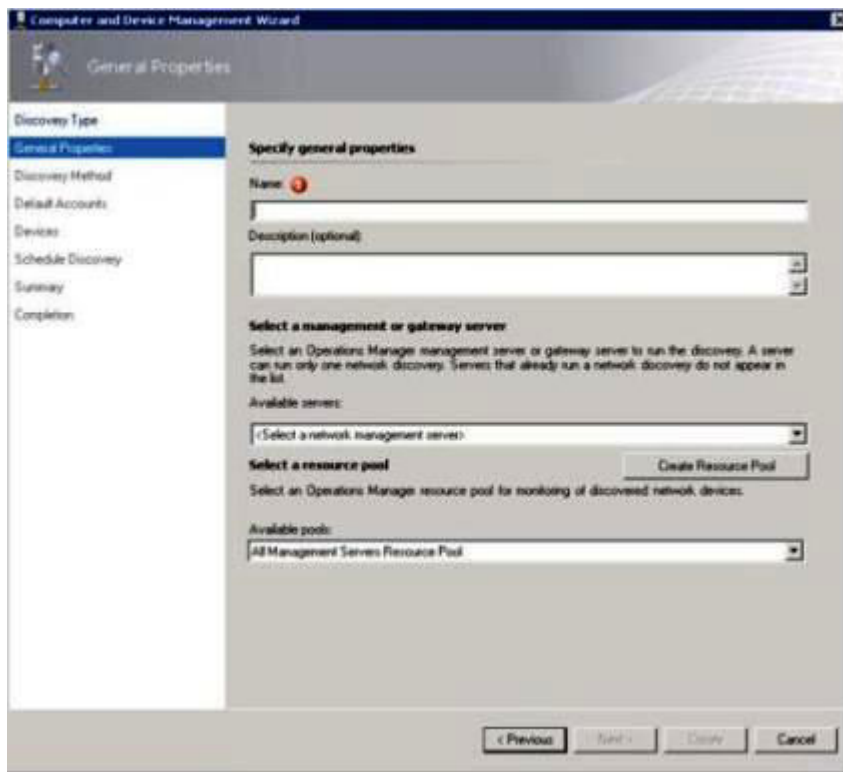 Computer and Device Management Wizard
General Properties
Discovery Type
General Properties
Discovery Method
Default Accounts
Devices
Schedule Discovery
Summary
Completion
Specify general properties
Name:
Description (optional):
Select a management or gateway server
Select an Operations Manager management server or gateway server to run the discovery. A server
can run only one network discovery. Servers that already run a network discovery do not appear in
the list.
Available servers:
<Select a network management server>
Select a resource pool
Create Resource Pool
Select an Operations Manager resource pool for monitoring of discovered network devices.
Available pools:
All Management Servers Resource Pool
< Previous
Next >
Create
Cancel